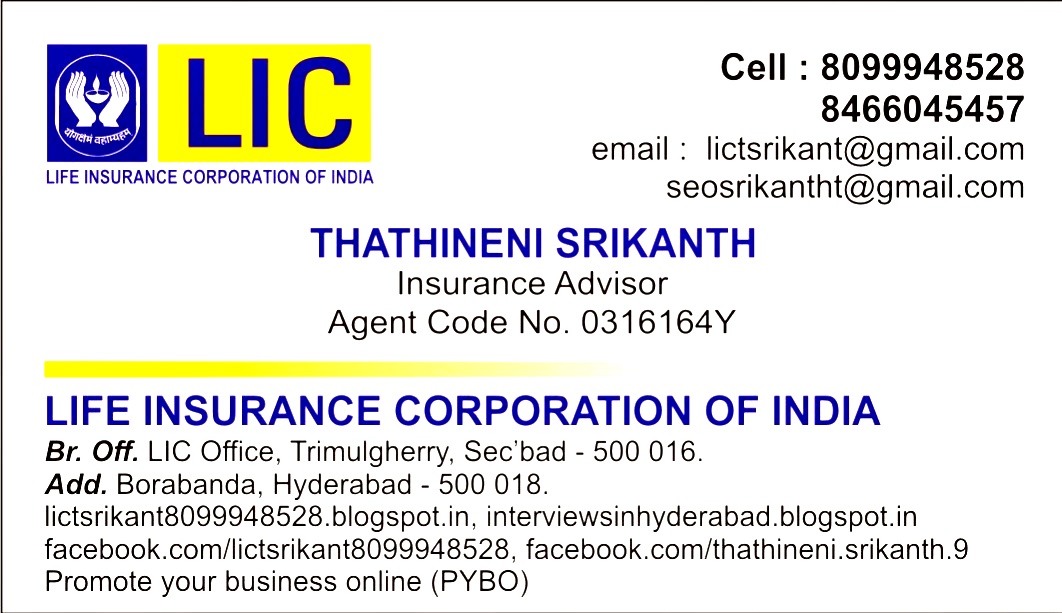 LIC
योगक्षेमं वहाम्यहम्
LIFE INSURANCE CORPORATION OF INDIA
Cell : 8099948528
8466045457
email : lictsrikant@gmail.com
seosrikantht@gmail.com
THATHINENI SRIKANTH
Insurance Advisor
Agent Code No. 0316164Y
LIFE INSURANCE CORPORATION OF INDIA
Br. Off. LIC Office, Trimulgherry, Sec'bad - 500 016.
Add. Borabanda, Hyderabad - 500 018.
lictsrikant8099948528.blogspot.in, interviewsinhyderabad.blogspot.in
facebook.com/lictsrikant8099948528, facebook.com/thathineni.srikanth.9
Promote your business online (PYBO)